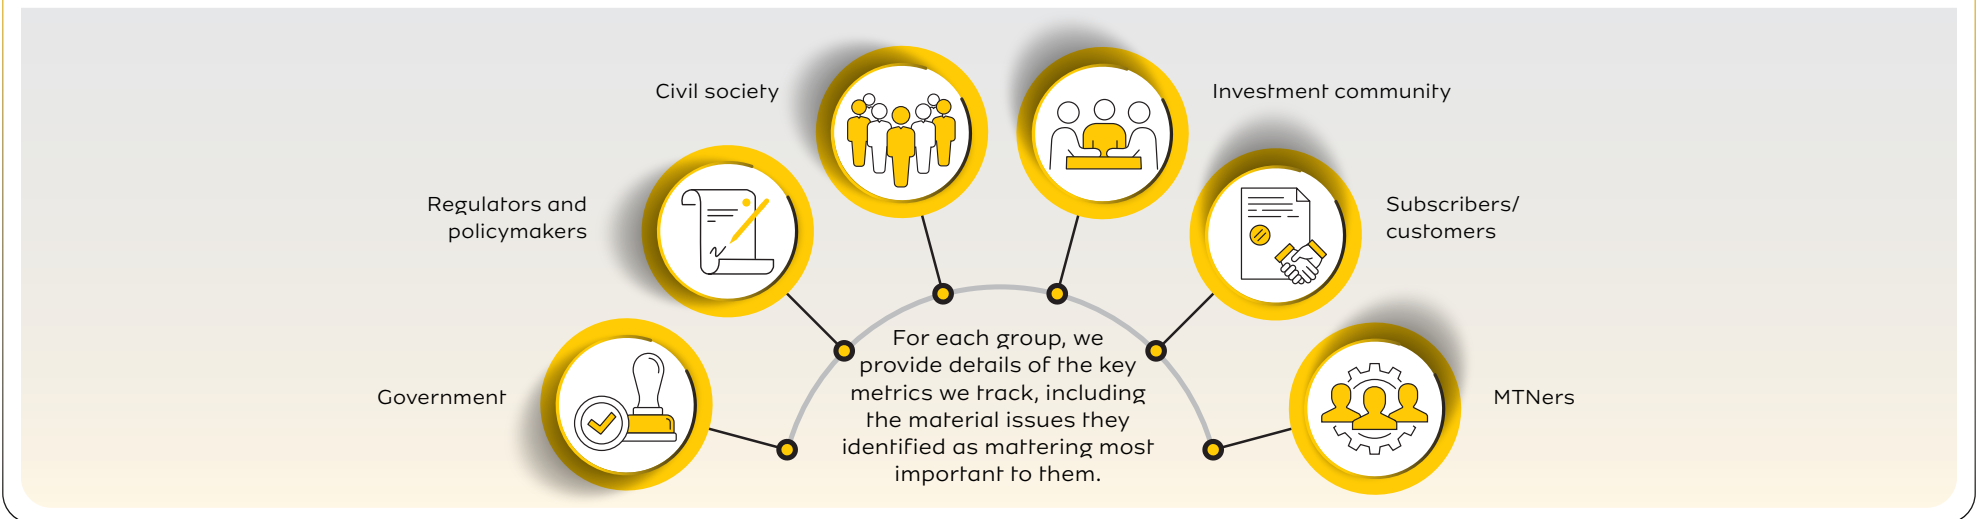 Civil society
Investment community
Regulators and
policymakers
Subscribers/
customers
Government
MTNers
For each group, we
provide details of the key
metrics we track, including
the material issues they
identified as mattering most
important to them.